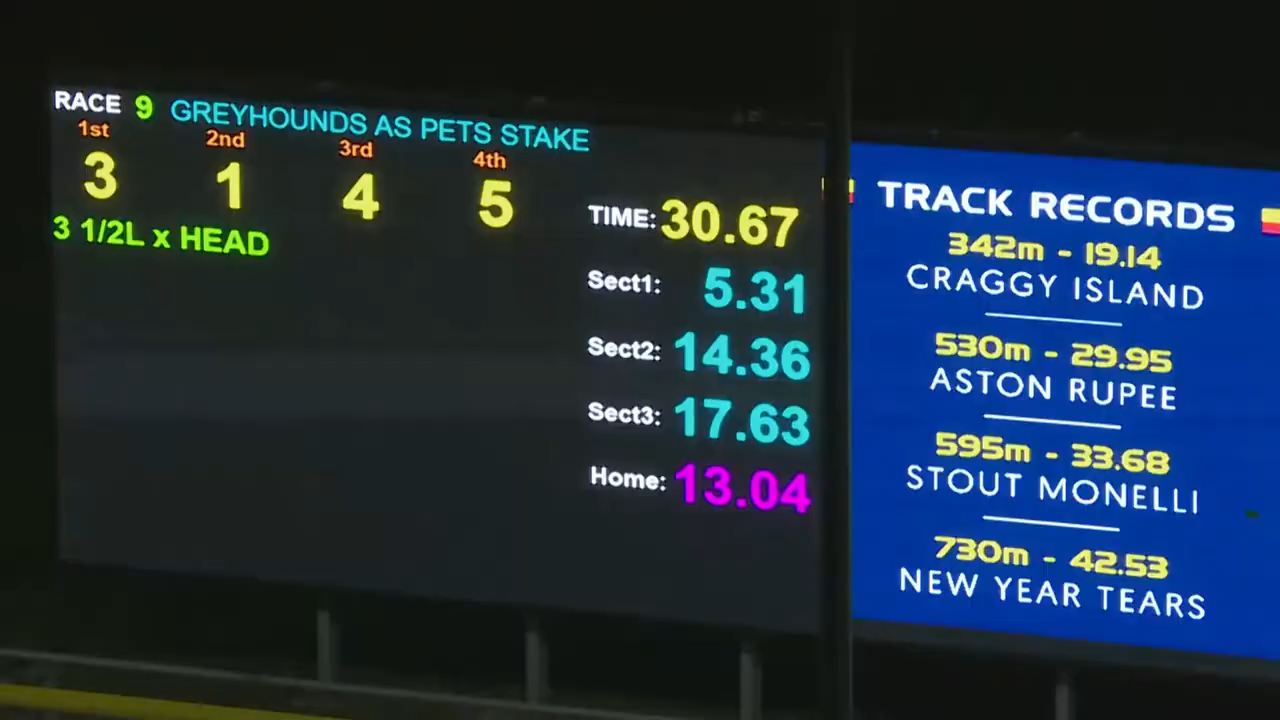 RACE 9 GREYHOUNDS AS PETS STAKE
1st 2nd 3rd 4th
3 1 4 5
3 1/2L x HEAD
TIME: 30.67
Sect1: 5.31
Sect2: 14.36
Sect3: 17.63
Home: 13.04
TRACK RECORDS
342m - 19.14
CRAGGY ISLAND
530m - 29.95
ASTON RUPEE
595m - 33.68
STOUT MONELLI
730m - 42.53
NEW YEAR TEARS